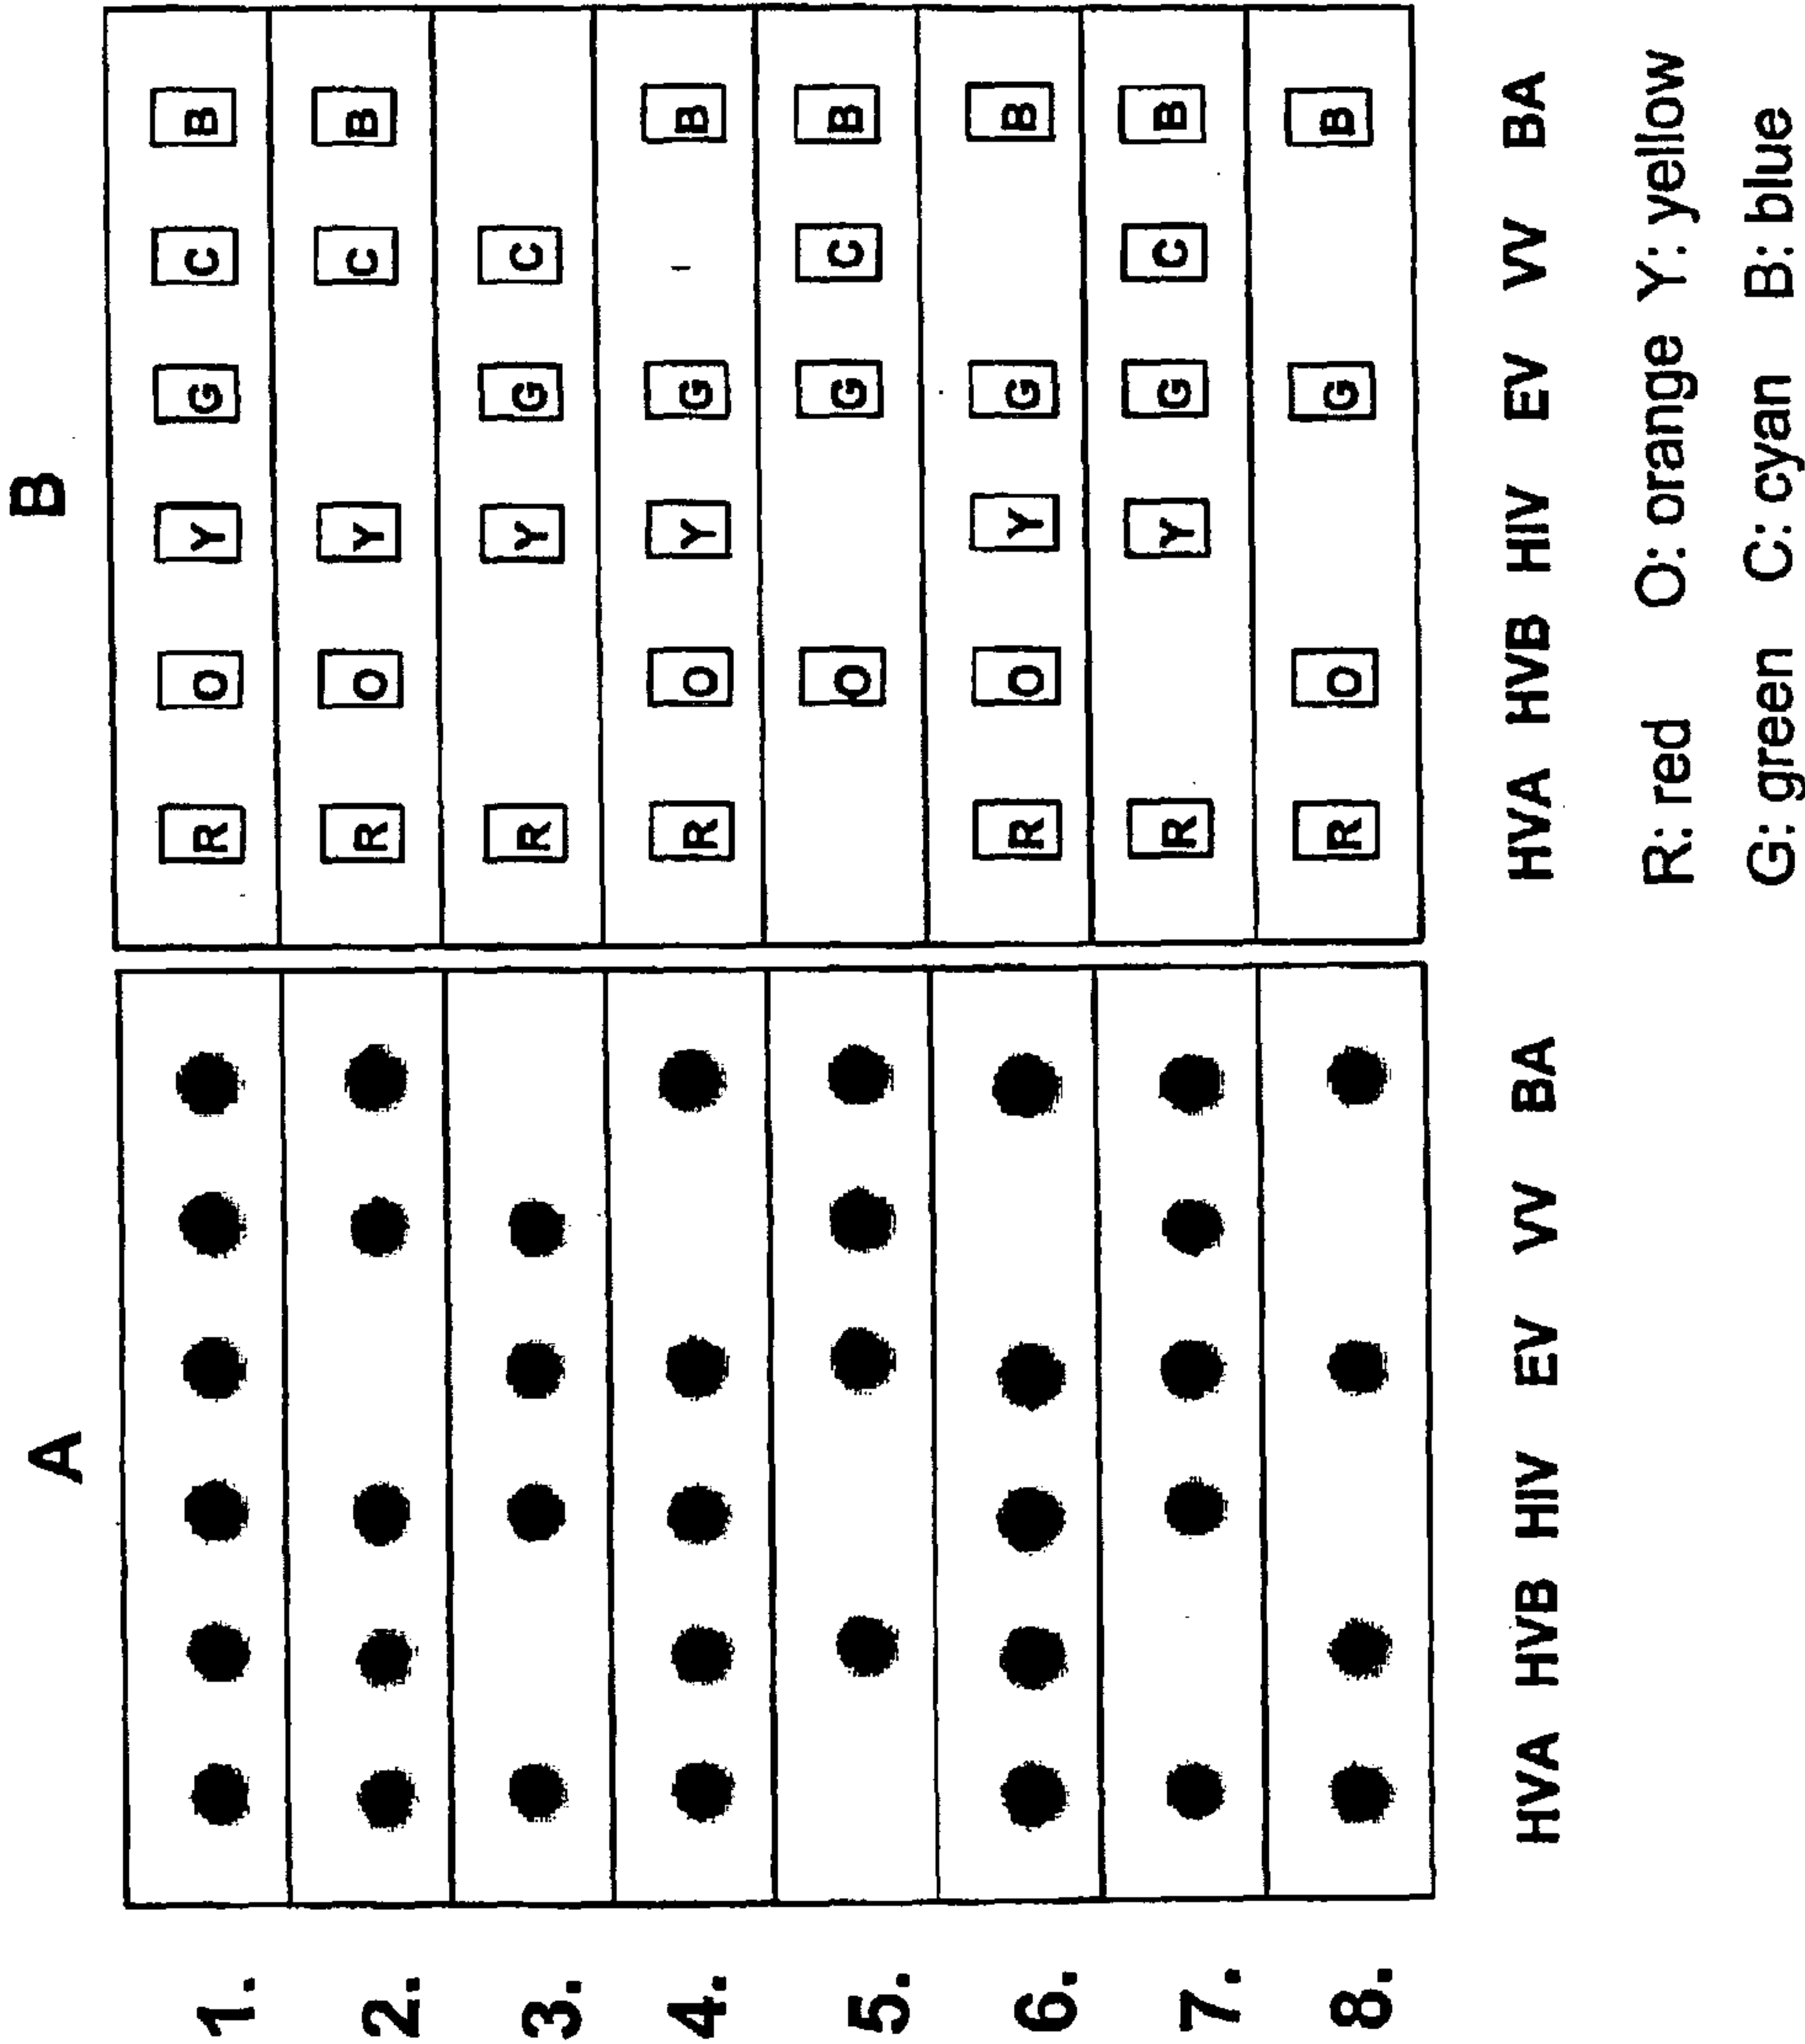 A B
1. R O Y G C B
2. R O Y C B
3. R Y G C
4. R O Y G B
5. O G C B
6. R O Y G B
7. R Y G C B
8. R O G B
HVA HVB HIV EV VV BA HVA HVB HIV EV VV BA
R: red O: orange Y: yellow
G: green C: cyan B: blue